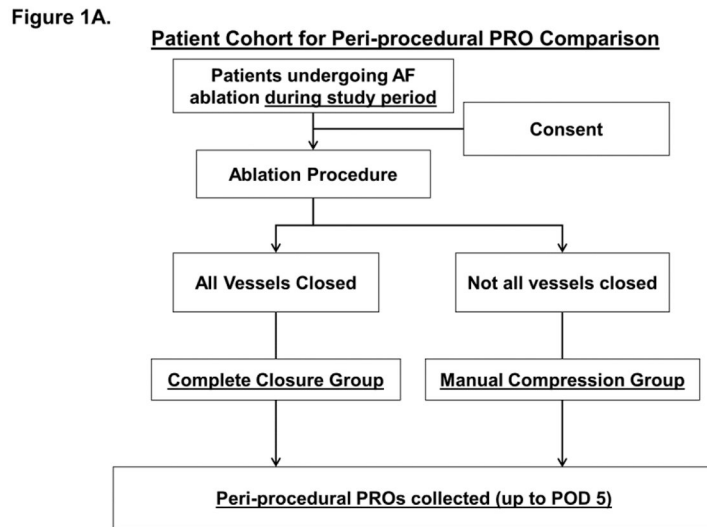 Figure 1A.
Patient Cohort for Peri-procedural PRO Comparison
Patients undergoing AF
ablation during study period
Consent
Ablation Procedure
All Vessels Closed
Not all vessels closed
Complete Closure Group
Manual Compression Group
Peri-procedural PROs collected (up to POD 5)